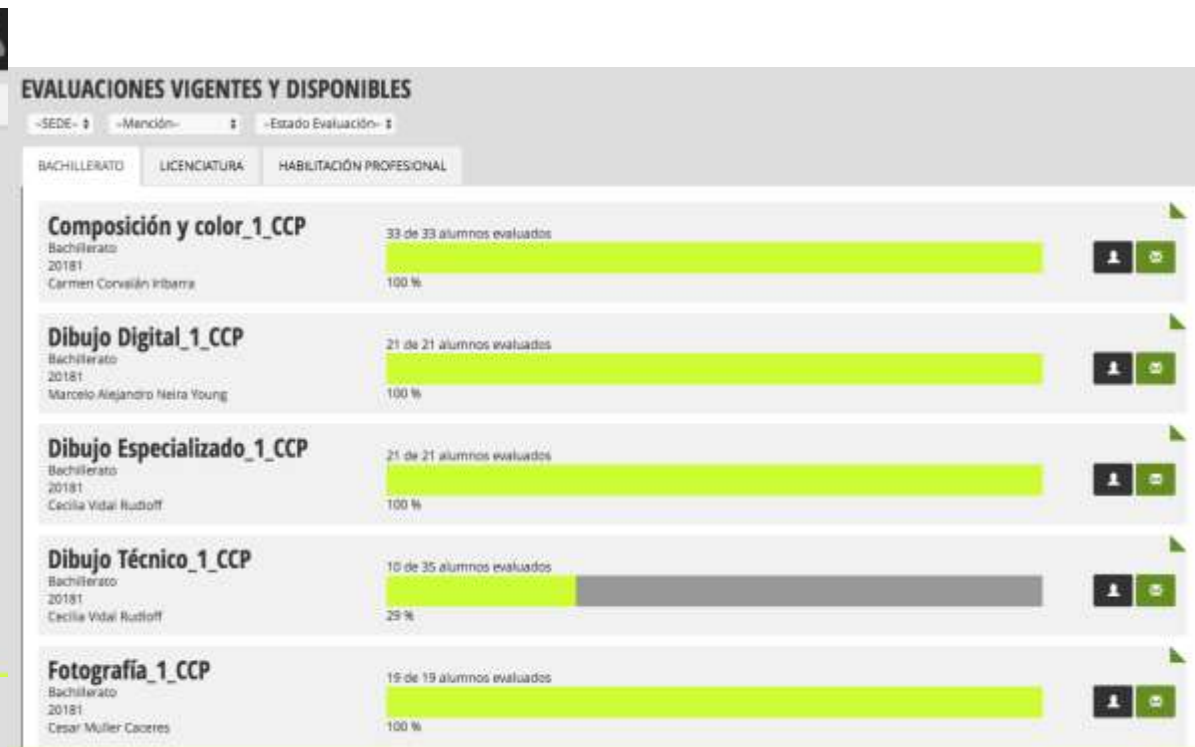 EVALUACIONES VIGENTES Y DISPONIBLES
-SEDE- -Mención- -Estado Evaluación-
BACHILLERATO LICENCIATURA HABILITACIÓN PROFESIONAL
Composición y color_1_CCP
Bachillerato
20181
Carmen Corvalán Iribarra
33 de 33 alumnos evaluados
100 %
Dibujo Digital_1_CCP
Bachillerato
20181
Marcelo Alejandro Neira Young
21 de 21 alumnos evaluados
100 %
Dibujo Especializado_1_CCP
Bachillerato
20181
Cecilia Vidal Rudloff
21 de 21 alumnos evaluados
100 %
Dibujo Técnico_1_CCP
Bachillerato
20181
Cecilia Vidal Rudloff
10 de 35 alumnos evaluados
29 %
Fotografía_1_CCP
Bachillerato
20181
Cesar Muller Caceres
19 de 19 alumnos evaluados
100 %